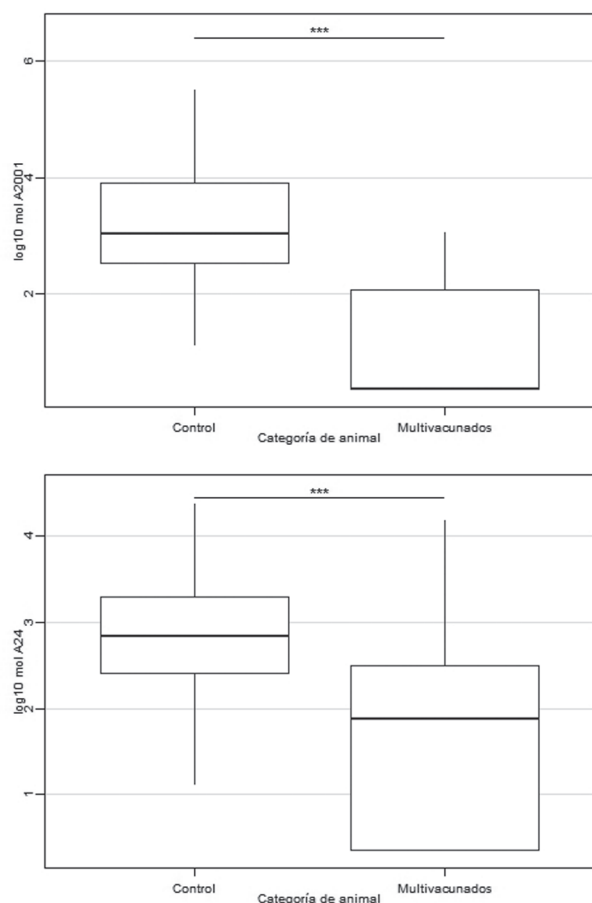 ***
6
4
2
log10 mol A2001
Control
Multivacunados
Categoría de animal
***
4
3
2
1
log10 mol A24
Control
Multivacunados
Categoría de animal